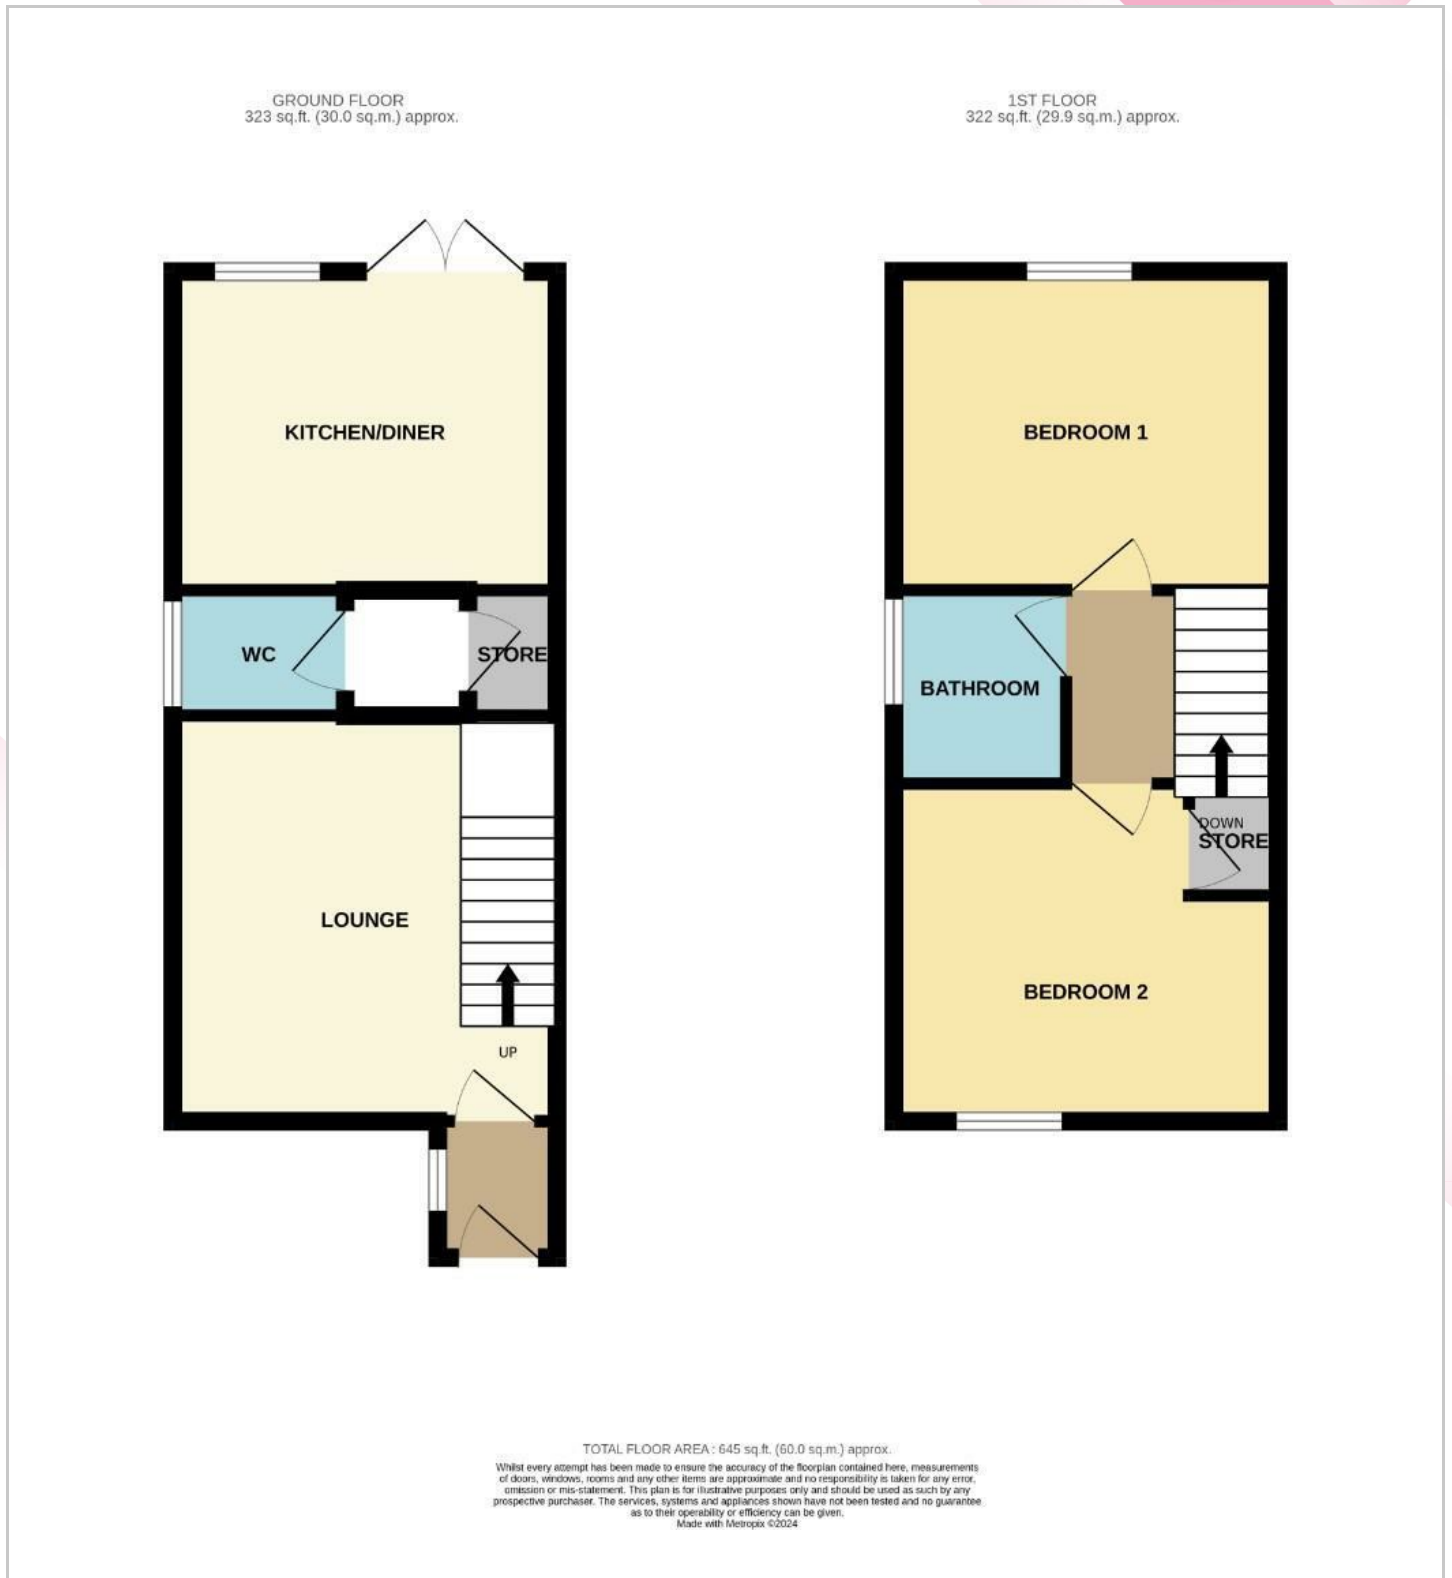 GROUND FLOOR
323 sq.ft. (30.0 sq.m.) approx.
1ST FLOOR
322 sq.ft. (29.9 sq.m.) approx.
KITCHEN/DINER
WC
STORE
LOUNGE
UP
BEDROOM 1
BATHROOM
DOWN
STORE
BEDROOM 2
TOTAL FLOOR AREA : 645 sq.ft. (60.0 sq.m.) approx.
Whilst every attempt has been made to ensure the accuracy of the floorplan contained here, measurements
of doors, windows, rooms and any other items are approximate and no responsibility is taken for any error,
omission or mis-statement. This plan is for illustrative purposes only and should be used as such by any
prospective purchaser. The services, systems and appliances shown have not been tested and no guarantee
as to their operability or efficiency can be given.
Made with Metropix ©2024